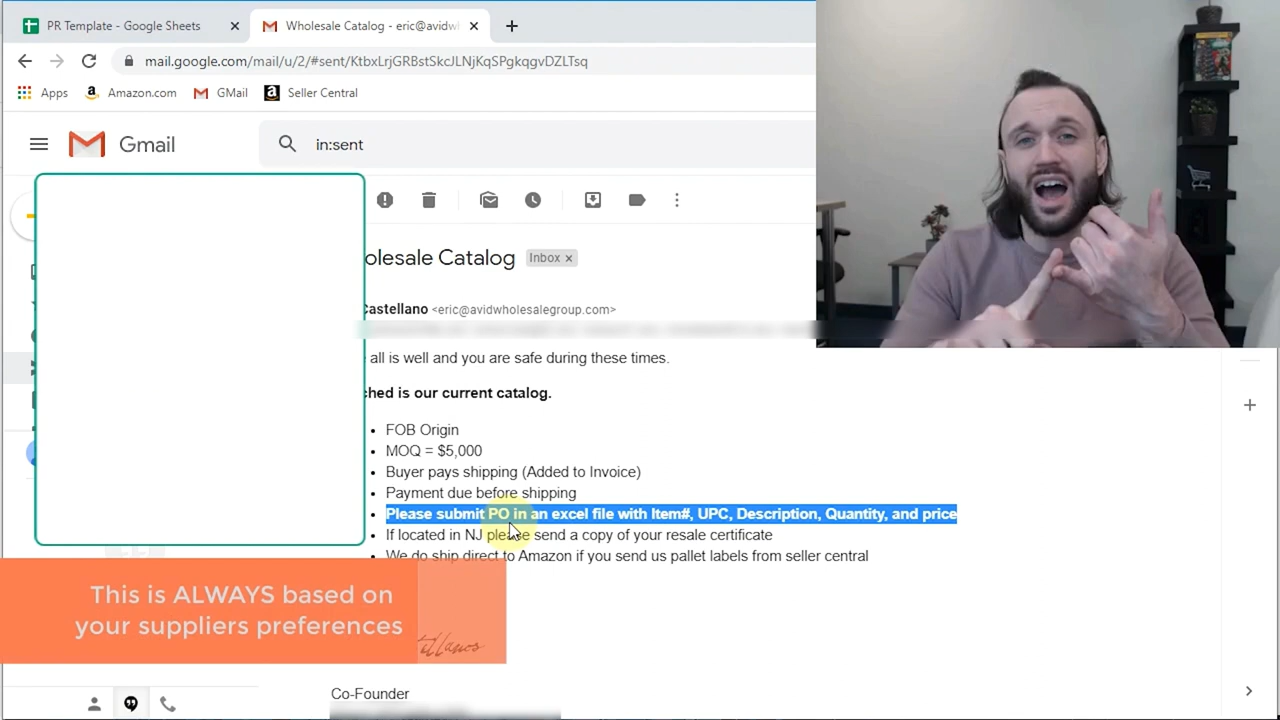 PR Template - Google Sheets
Wholesale Catalog - eric@avidw
mail.google.com/mail/u/2/#sent/KtbxLrjGRBstSkcJLNjKqSPgkqgvDZLTsq
Apps Amazon.com GMail Seller Central
Gmail
in:sent
olesale Catalog Inbox ×
Castellano <eric@avidwholesalegroup.com>
all is well and you are safe during these times.
ched is our current catalog.
• FOB Origin
• MOQ = $5,000
• Buyer pays shipping (Added to Invoice)
• Payment due before shipping
• Please submit PO in an excel file with Item#, UPC, Description, Quantity, and price
• If located in NJ please send a copy of your resale certificate
• We do ship direct to Amazon if you send us pallet labels from seller central
This is ALWAYS based on
your suppliers preferences
Co-Founder